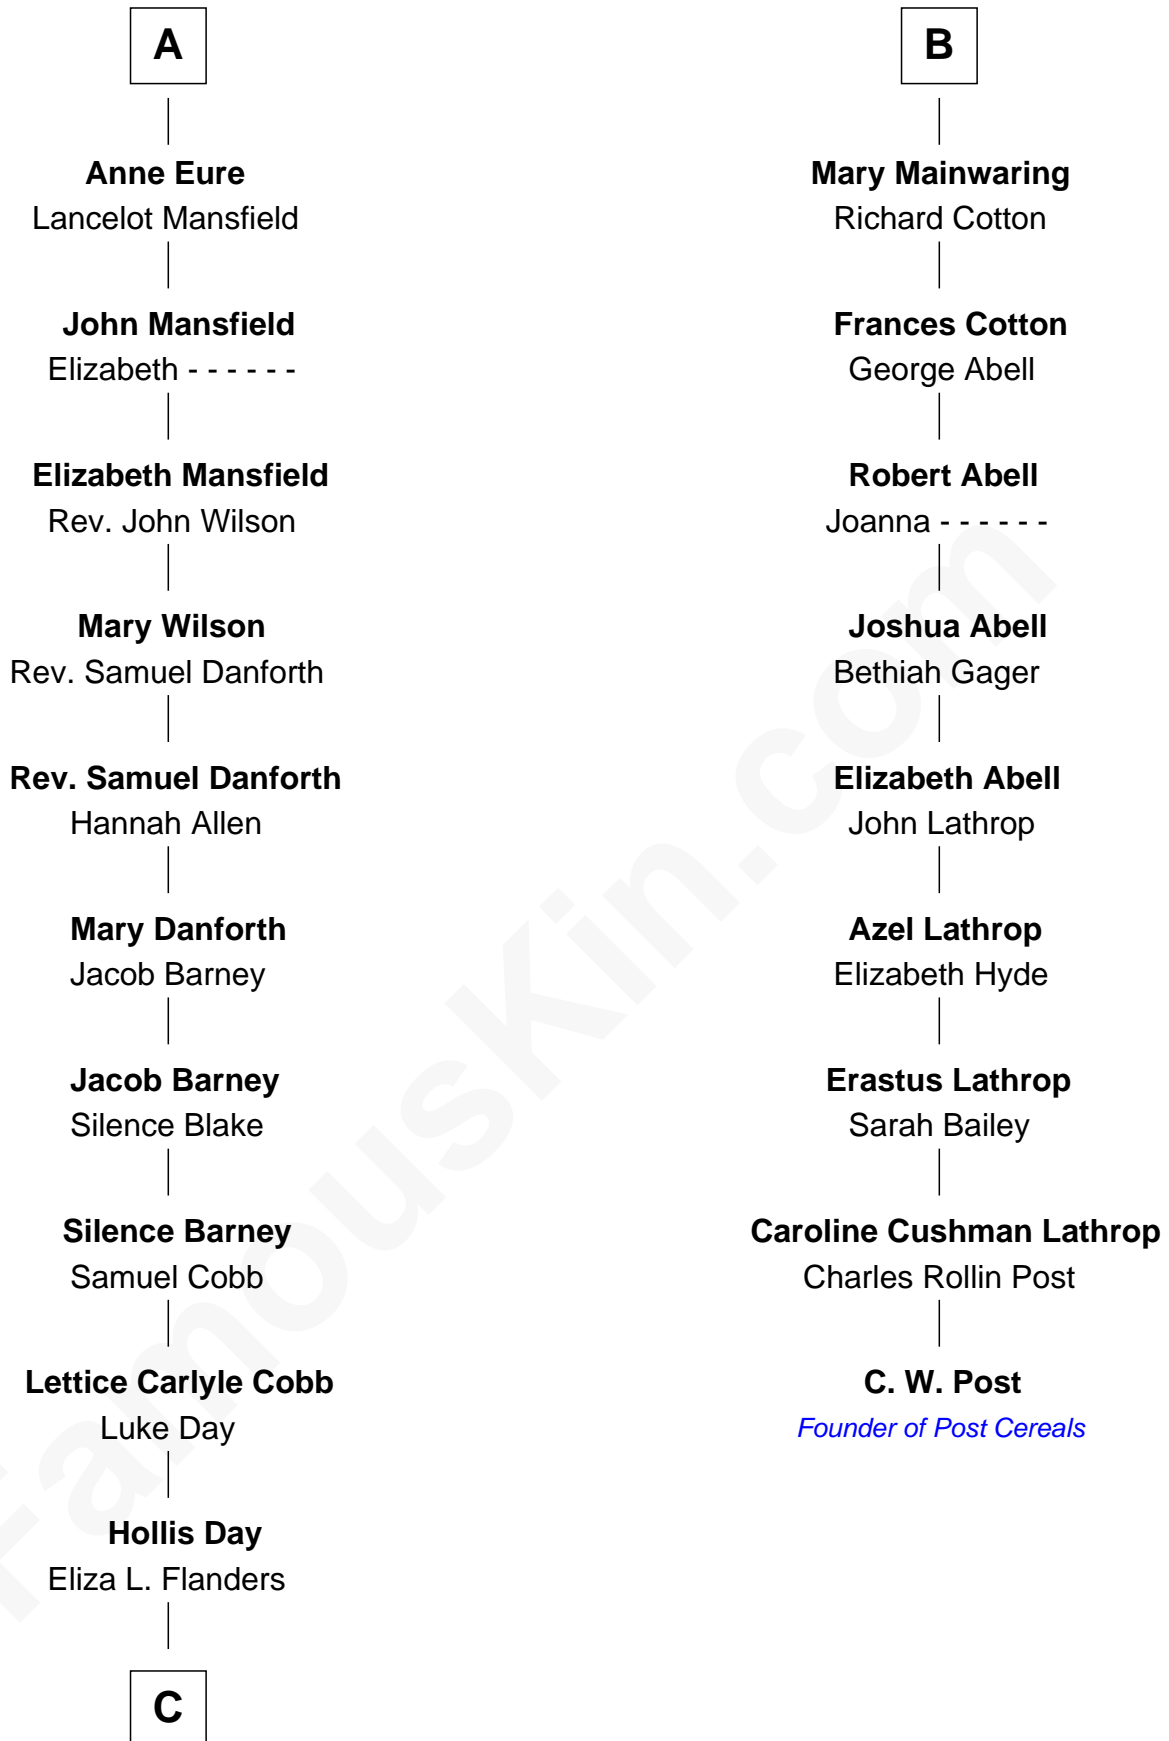 A
Anne Eure
Lancelot Mansfield
John Mansfield
Elizabeth - - - - - -
Elizabeth Mansfield
Rev. John Wilson
Mary Wilson
Rev. Samuel Danforth
Rev. Samuel Danforth
Hannah Allen
Mary Danforth
Jacob Barney
Jacob Barney
Silence Blake
Silence Barney
Samuel Cobb
Lettice Carlyle Cobb
Luke Day
Hollis Day
Eliza L. Flanders
C
B
Mary Mainwaring
Richard Cotton
Frances Cotton
George Abell
Robert Abell
Joanna - - - - - -
Joshua Abell
Bethiah Gager
Elizabeth Abell
John Lathrop
Azel Lathrop
Elizabeth Hyde
Erastus Lathrop
Sarah Bailey
Caroline Cushman Lathrop
Charles Rollin Post
C. W. Post
Founder of Post Cereals
FamousKin.com